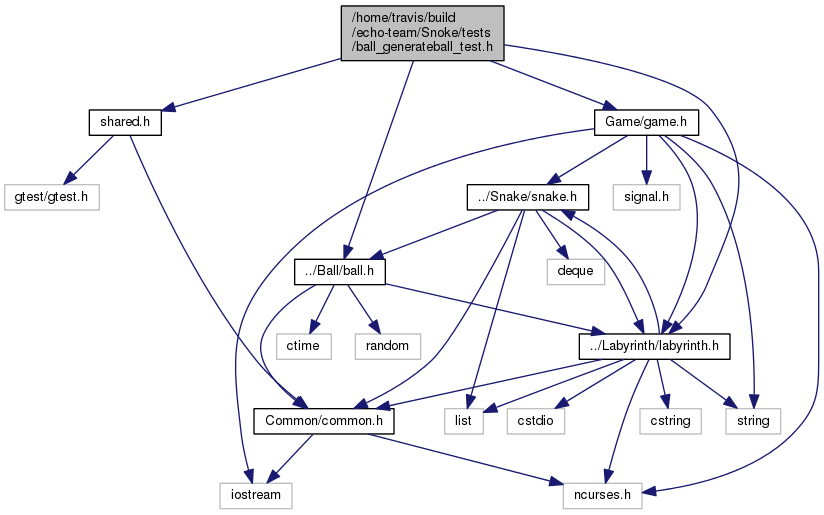 /home/travis/build
/echo-team/Snoke/tests
/ball_generateball_test.h
shared.h
Game/game.h
gtest/gtest.h
../Snake/snake.h
signal.h
../Ball/ball.h
deque
ctime
random
../Labyrinth/labyrinth.h
Common/common.h
list
cstdio
cstring
string
iostream
ncurses.h